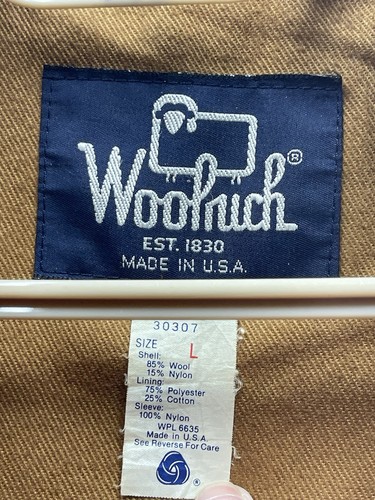 Woolrich®
EST. 1830
MADE IN U.S.A.
30307
SIZE L
Shell:
85% Wool
15% Nylon
Lining:
75% Polyester
25% Cotton
Sleeve:
100% Nylon
WPL 6635
Made in U.S.A.
See Reverse For Care
®